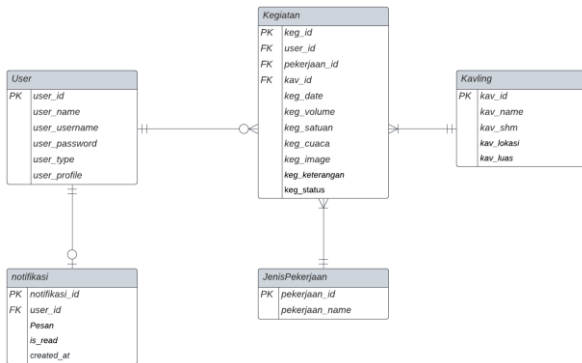 Kegiatan
PK keg_id
FK user_id
FK pekerjaan_id
FK kav_id
keg_date
keg_volume
keg_satuan
keg_cuaca
keg_image
keg_keterangan
keg_status
User
PK user_id
user_name
user_username
user_password
user_type
user_profile
Kavling
PK kav_id
kav_name
kav_shm
kav_lokasi
kav_luas
notifikasi
PK notifikasi_id
FK user_id
Pesan
is_read
created_at
JenisPekerjaan
PK pekerjaan_id
pekerjaan_name